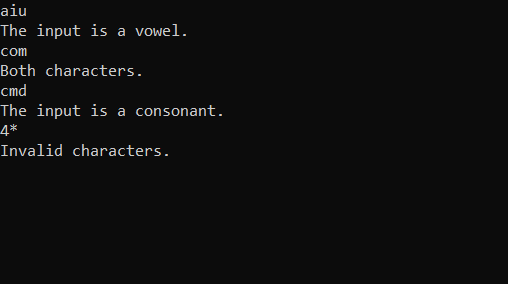 aiu
The input is a vowel.
com
Both characters.
cmd
The input is a consonant.
4*
Invalid characters.